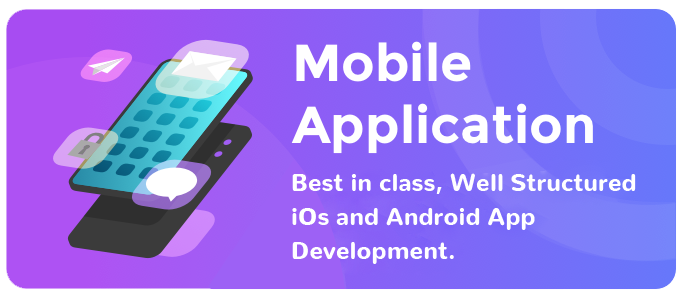 Mobile
Application
Best in class, Well Structured
iOs and Android App
Development.